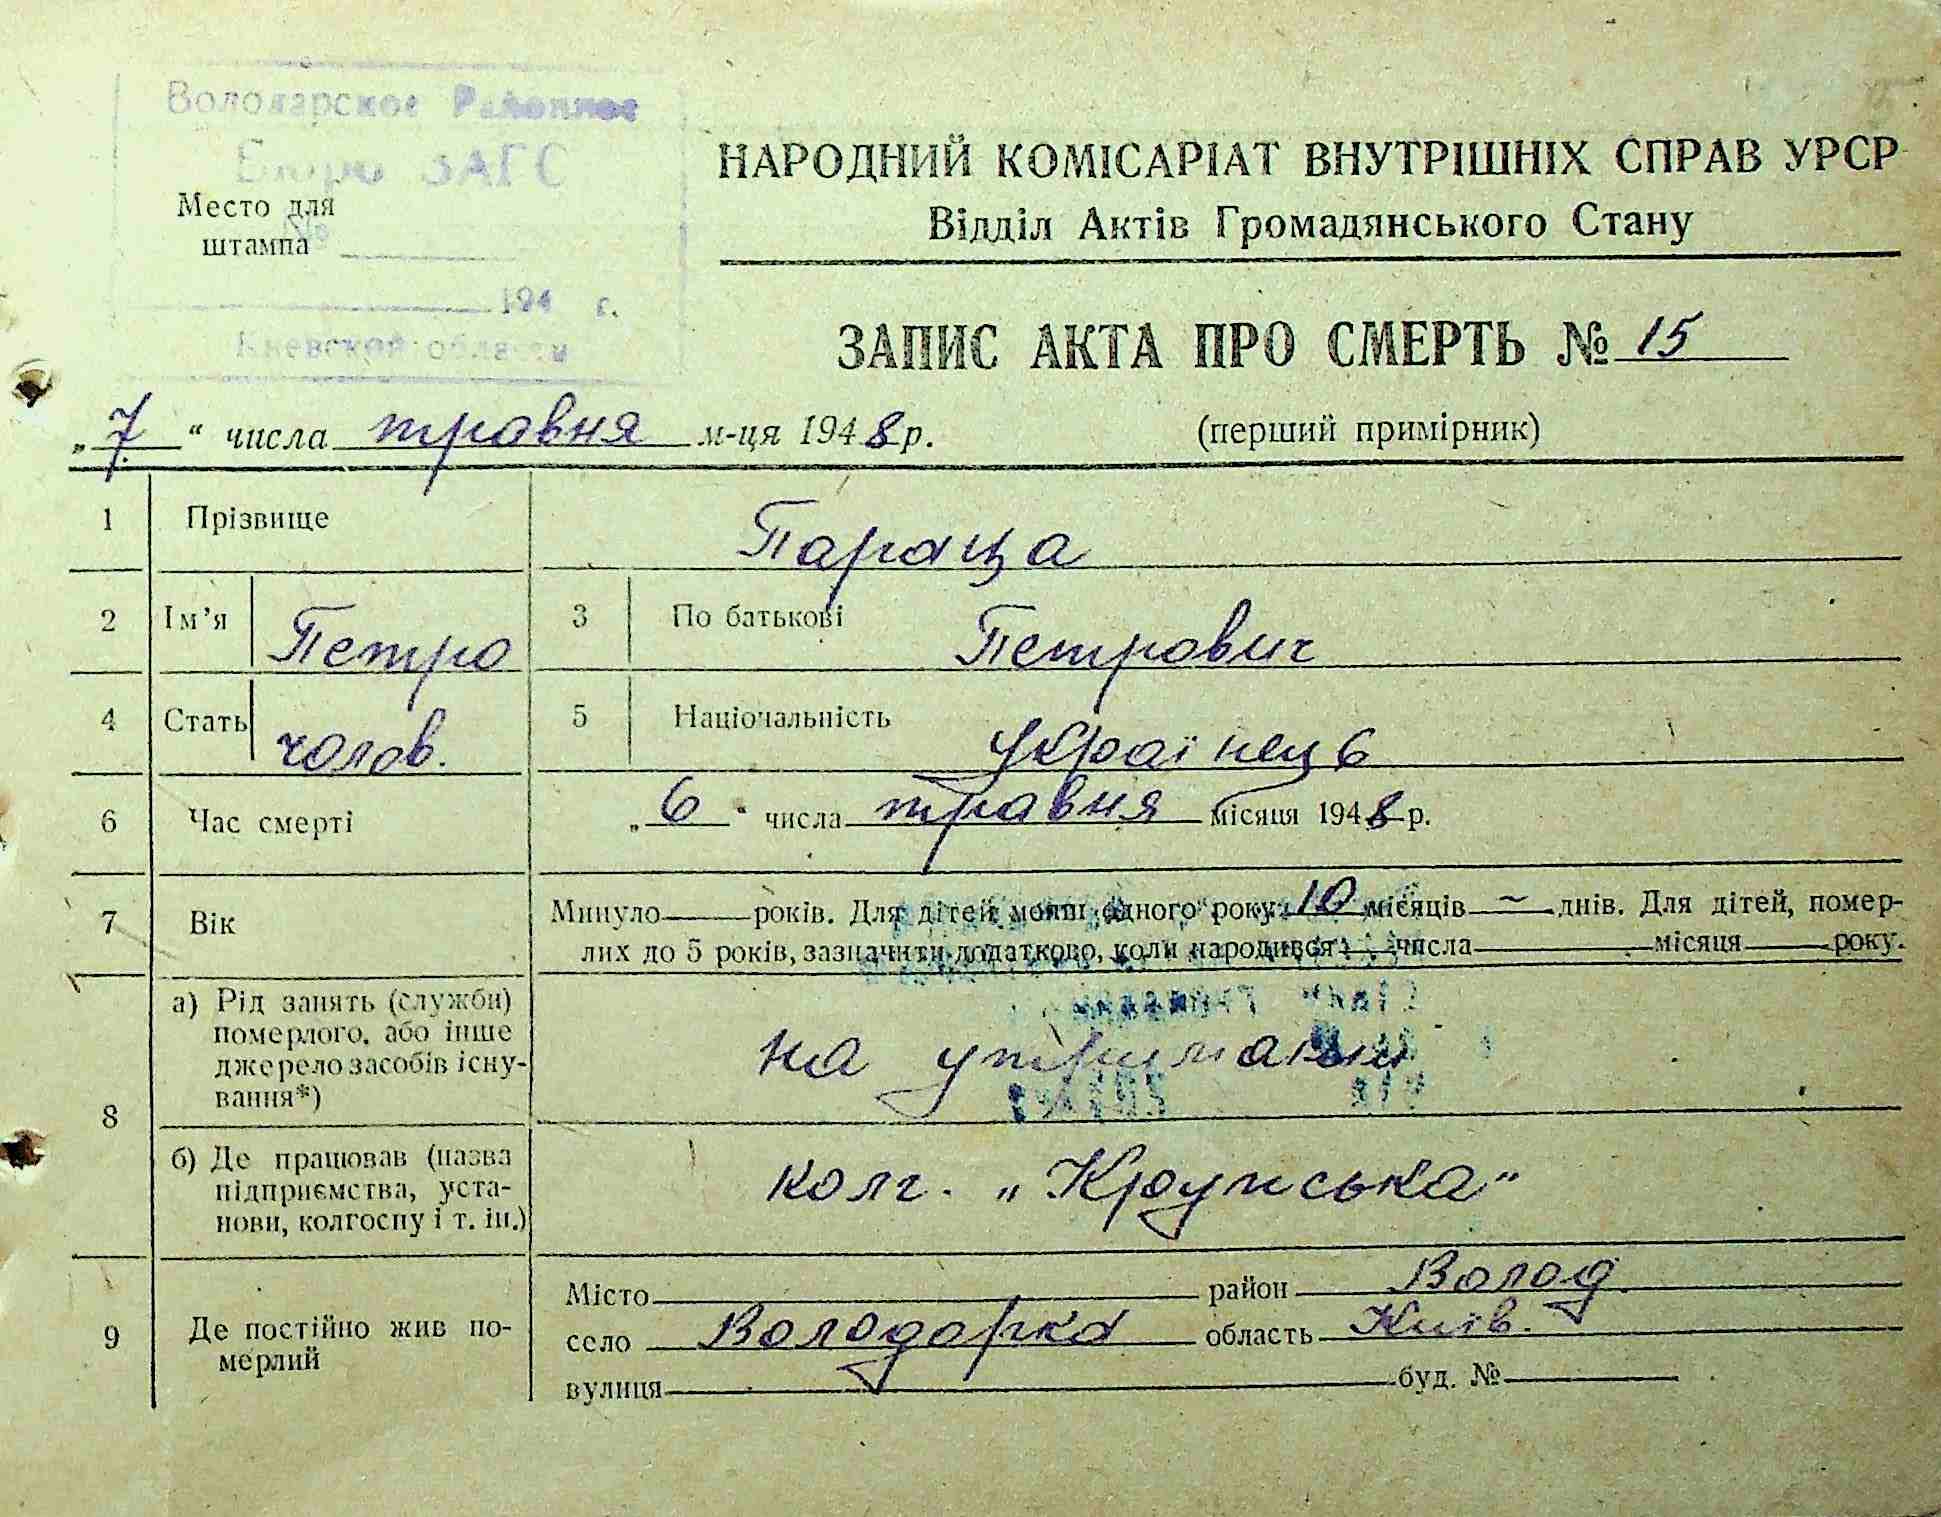 Володарское Районное
Бюро ЗАГС
Место для
штампа
№
194 г.
Киевской области
НАРОДНИЙ КОМІСАРІАТ ВНУТРІШНІХ СПРАВ УРСР
Відділ Актів Громадянського Стану
ЗАПИС АКТА ПРО СМЕРТЬ № 15
„7“ числа травня м-ця 1948 р. (перший примірник)
1 Прізвище Параца
2 Ім'я Петро 3 По батькові Петрович
4 Стать чолов. 5 Національність українець
6 Час смерті „6“ числа травня місяця 1948 р.
7 Вік Минуло — років. Для дітей молш одного року 10 місяців — днів. Для дітей, помер-
лих до 5 років, зазначити додатково, коли народився: числа місяця року.
8 а) Рід занять (служби)
померлого, або інше
джерело засобів існу-
вання*)
на утриманні
б) Де працював (назва
підприємства, уста-
нови, колгоспу і т. ін.)
колг. „Крупська“
9 Де постійно жив по-
мерлий
Місто район Волод.
село Володарка область Київ.
вулиця буд. №